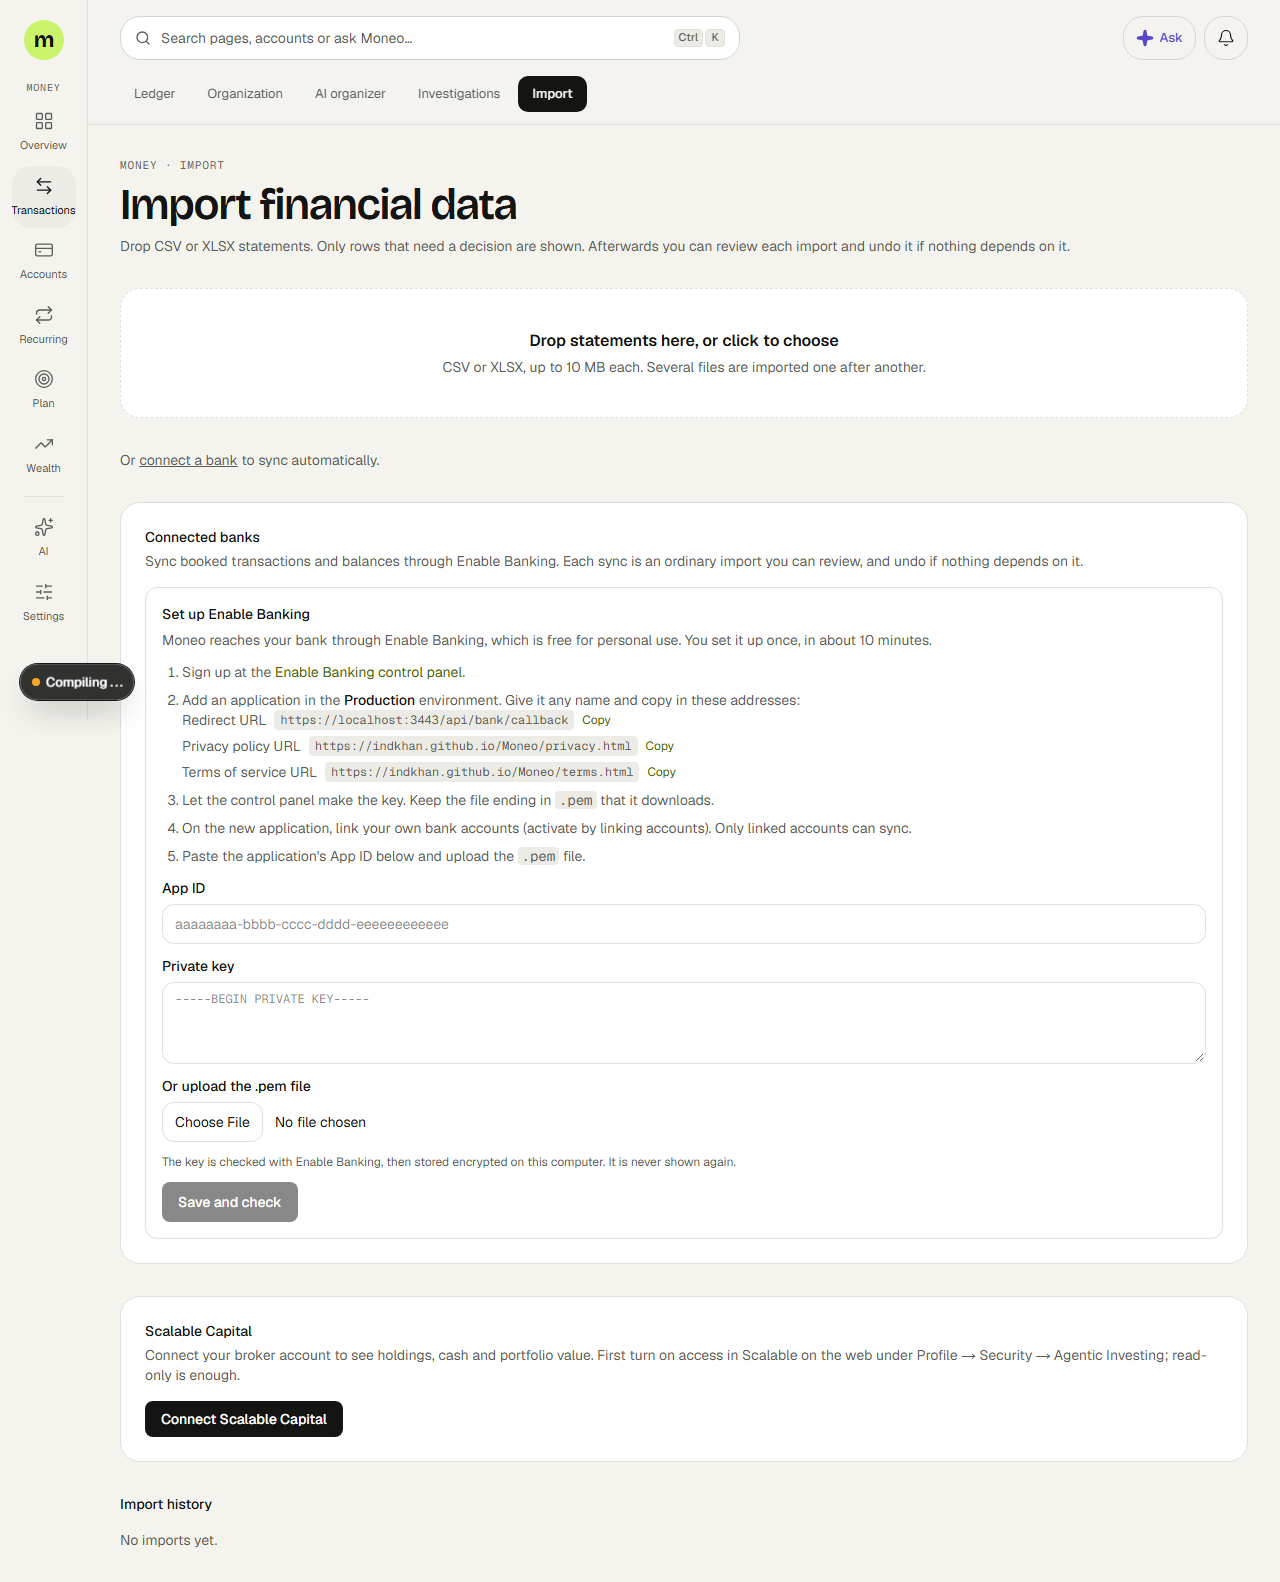 m
Search pages, accounts or ask Moneo...
Ctrl K
Ask
MONEY
Overview
Transactions
Accounts
Recurring
Plan
Wealth
AI
Settings
Compiling ...
Ledger
Organization
AI organizer
Investigations
Import
MONEY · IMPORT
Import financial data
Drop CSV or XLSX statements. Only rows that need a decision are shown. Afterwards you can review each import and undo it if nothing depends on it.
Drop statements here, or click to choose
CSV or XLSX, up to 10 MB each. Several files are imported one after another.
Or connect a bank to sync automatically.
Connected banks
Sync booked transactions and balances through Enable Banking. Each sync is an ordinary import you can review, and undo if nothing depends on it.
Set up Enable Banking
Moneo reaches your bank through Enable Banking, which is free for personal use. You set it up once, in about 10 minutes.
1. Sign up at the Enable Banking control panel.
2. Add an application in the Production environment. Give it any name and copy in these addresses:
Redirect URL https://localhost:3443/api/bank/callback Copy
Privacy policy URL https://indkhan.github.io/Moneo/privacy.html Copy
Terms of service URL https://indkhan.github.io/Moneo/terms.html Copy
3. Let the control panel make the key. Keep the file ending in .pem that it downloads.
4. On the new application, link your own bank accounts (activate by linking accounts). Only linked accounts can sync.
5. Paste the application's App ID below and upload the .pem file.
App ID
aaaaaaaa-bbbb-cccc-dddd-eeeeeeeeeeee
Private key
-----BEGIN PRIVATE KEY-----
Or upload the .pem file
Choose File No file chosen
The key is checked with Enable Banking, then stored encrypted on this computer. It is never shown again.
Save and check
Scalable Capital
Connect your broker account to see holdings, cash and portfolio value. First turn on access in Scalable on the web under Profile → Security → Agentic Investing; read-
only is enough.
Connect Scalable Capital
Import history
No imports yet.